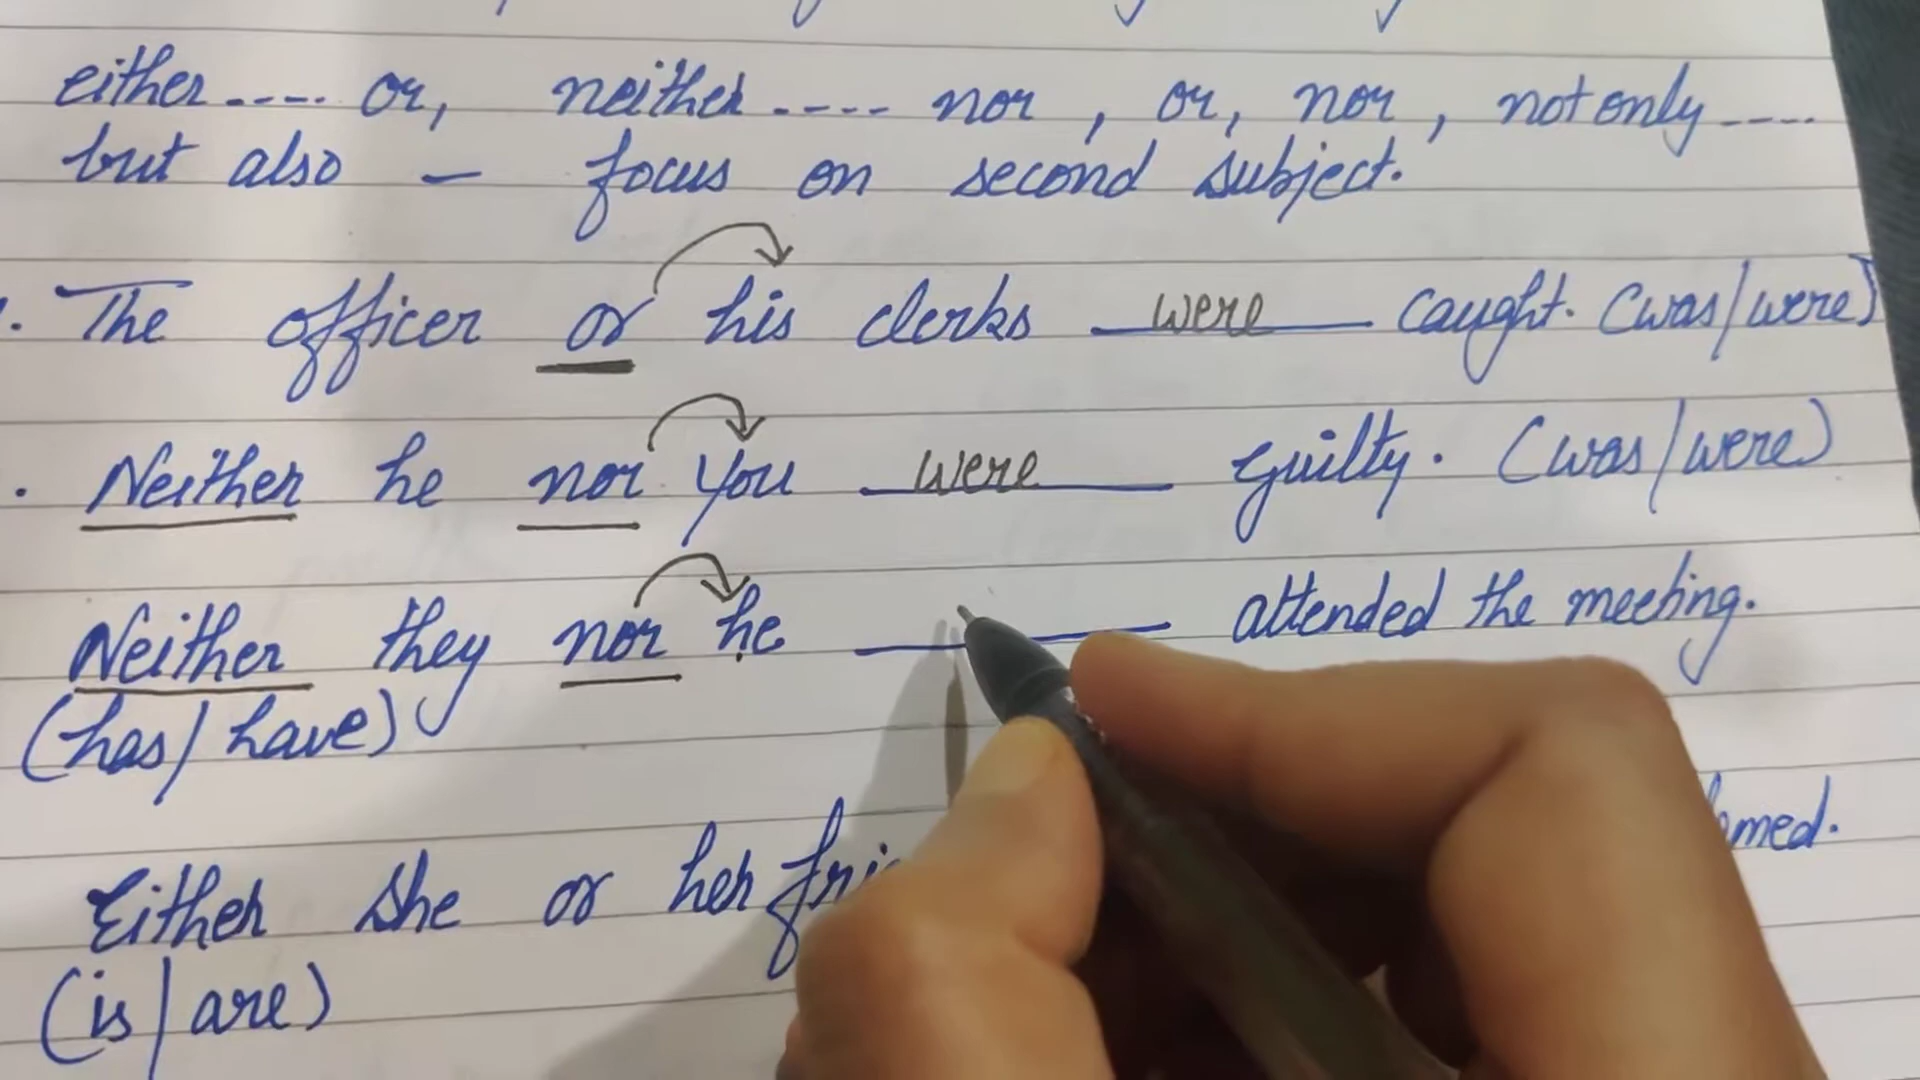 either .... or, neither .... nor, or, nor, not only ....
but also – focus on second subject.
. The officer or his clerks were caught. (was/were)
. Neither he nor you were guilty. (was/were)
Neither they nor he ______ attended the meeting.
(has/have)
Either she or her
(is/are)